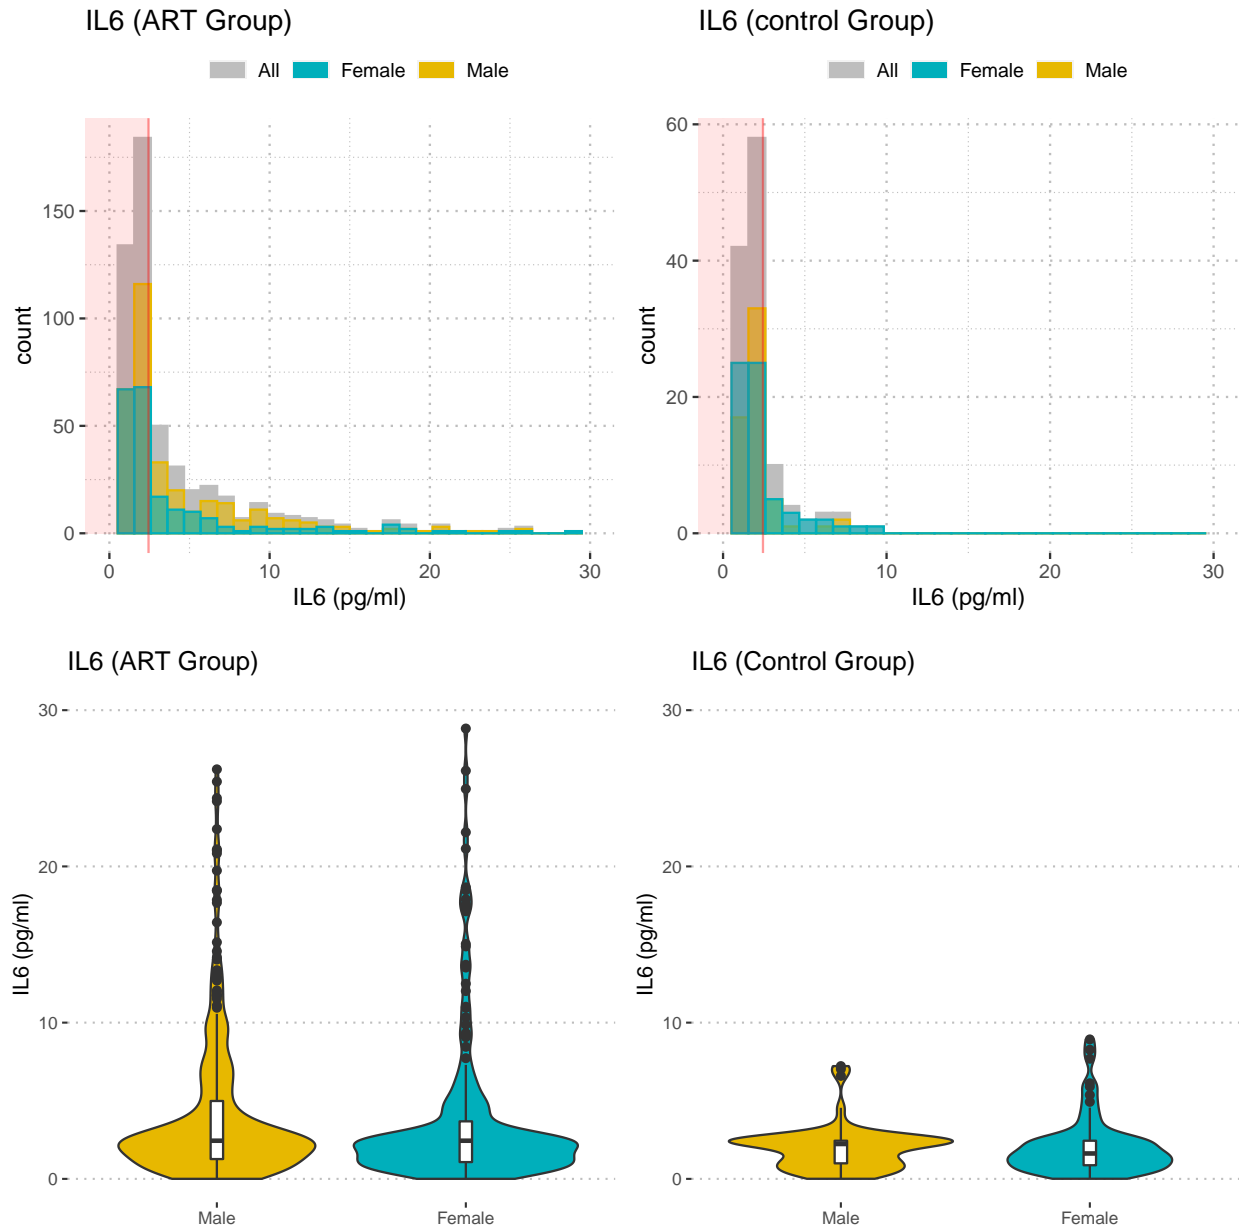 IL6 (ART Group)
All Female Male
count
150
100
50
0
0 10 20 30
IL6 (pg/ml)
IL6 (control Group)
All Female Male
count
60
40
20
0
0 10 20 30
IL6 (pg/ml)
IL6 (ART Group)
IL6 (pg/ml)
30
20
10
0
Male Female
IL6 (Control Group)
IL6 (pg/ml)
30
20
10
0
Male Female